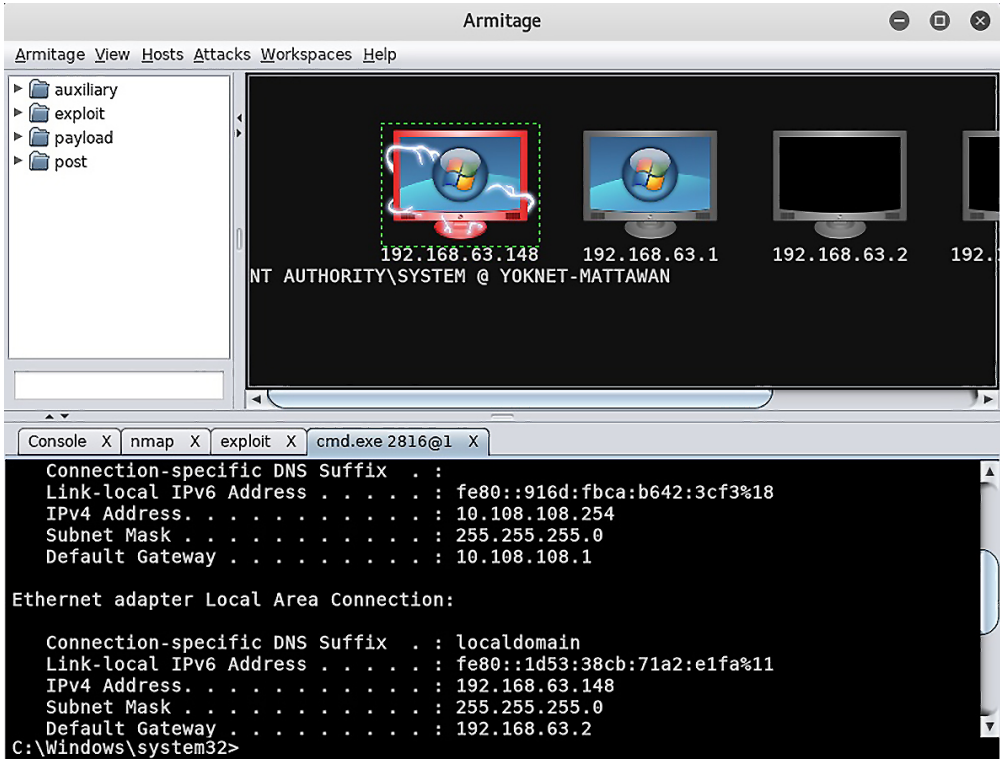 Armitage
Armitage View Hosts Attacks Workspaces Help
auxiliary
exploit
payload
post
192.168.63.148 192.168.63.1 192.168.63.2 192.
NT AUTHORITY\SYSTEM @ YOKNET-MATTAWAN
Console X nmap X exploit X cmd.exe 2816@1 X
Connection-specific DNS Suffix . :
Link-local IPv6 Address . . . . . : fe80::916d:fbca:b642:3cf3%18
IPv4 Address. . . . . . . . . . . : 10.108.108.254
Subnet Mask . . . . . . . . . . . : 255.255.255.0
Default Gateway . . . . . . . . . : 10.108.108.1
Ethernet adapter Local Area Connection:
Connection-specific DNS Suffix . : localdomain
Link-local IPv6 Address . . . . . : fe80::1d53:38cb:71a2:e1fa%11
IPv4 Address. . . . . . . . . . . : 192.168.63.148
Subnet Mask . . . . . . . . . . . : 255.255.255.0
Default Gateway . . . . . . . . . : 192.168.63.2
C:\Windows\system32>